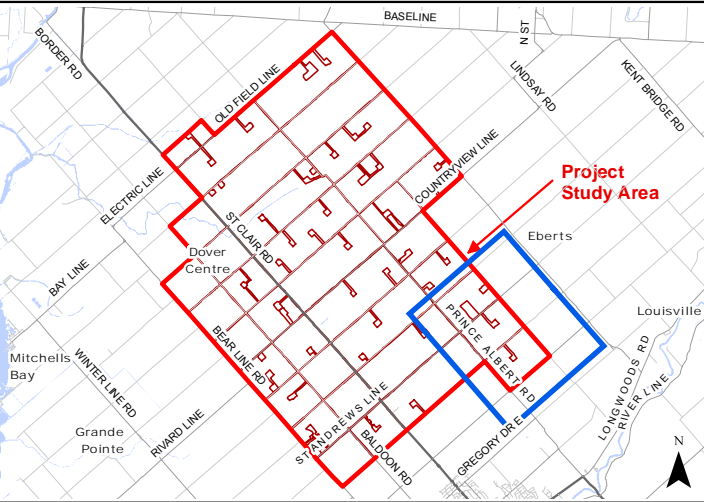 BASELINE
N ST
BORDER RD
LINDSAY RD
KENT BRIDGE RD
OLD FIELD LINE
COUNTRYVIEW LINE
Project
Study Area
ELECTRIC LINE
ST CLAIR RD
Eberts
Dover
Centre
BAY LINE
Louisville
PRINCE ALBERT RD
BEAR LINE RD
Mitchells
Bay
WINTER LINE RD
LONGWOODS RD
RIVER LINE
ST ANDREWS LINE
Grande
Pointe
RIVARD LINE
BALDOON RD
GREGORY DR E
N